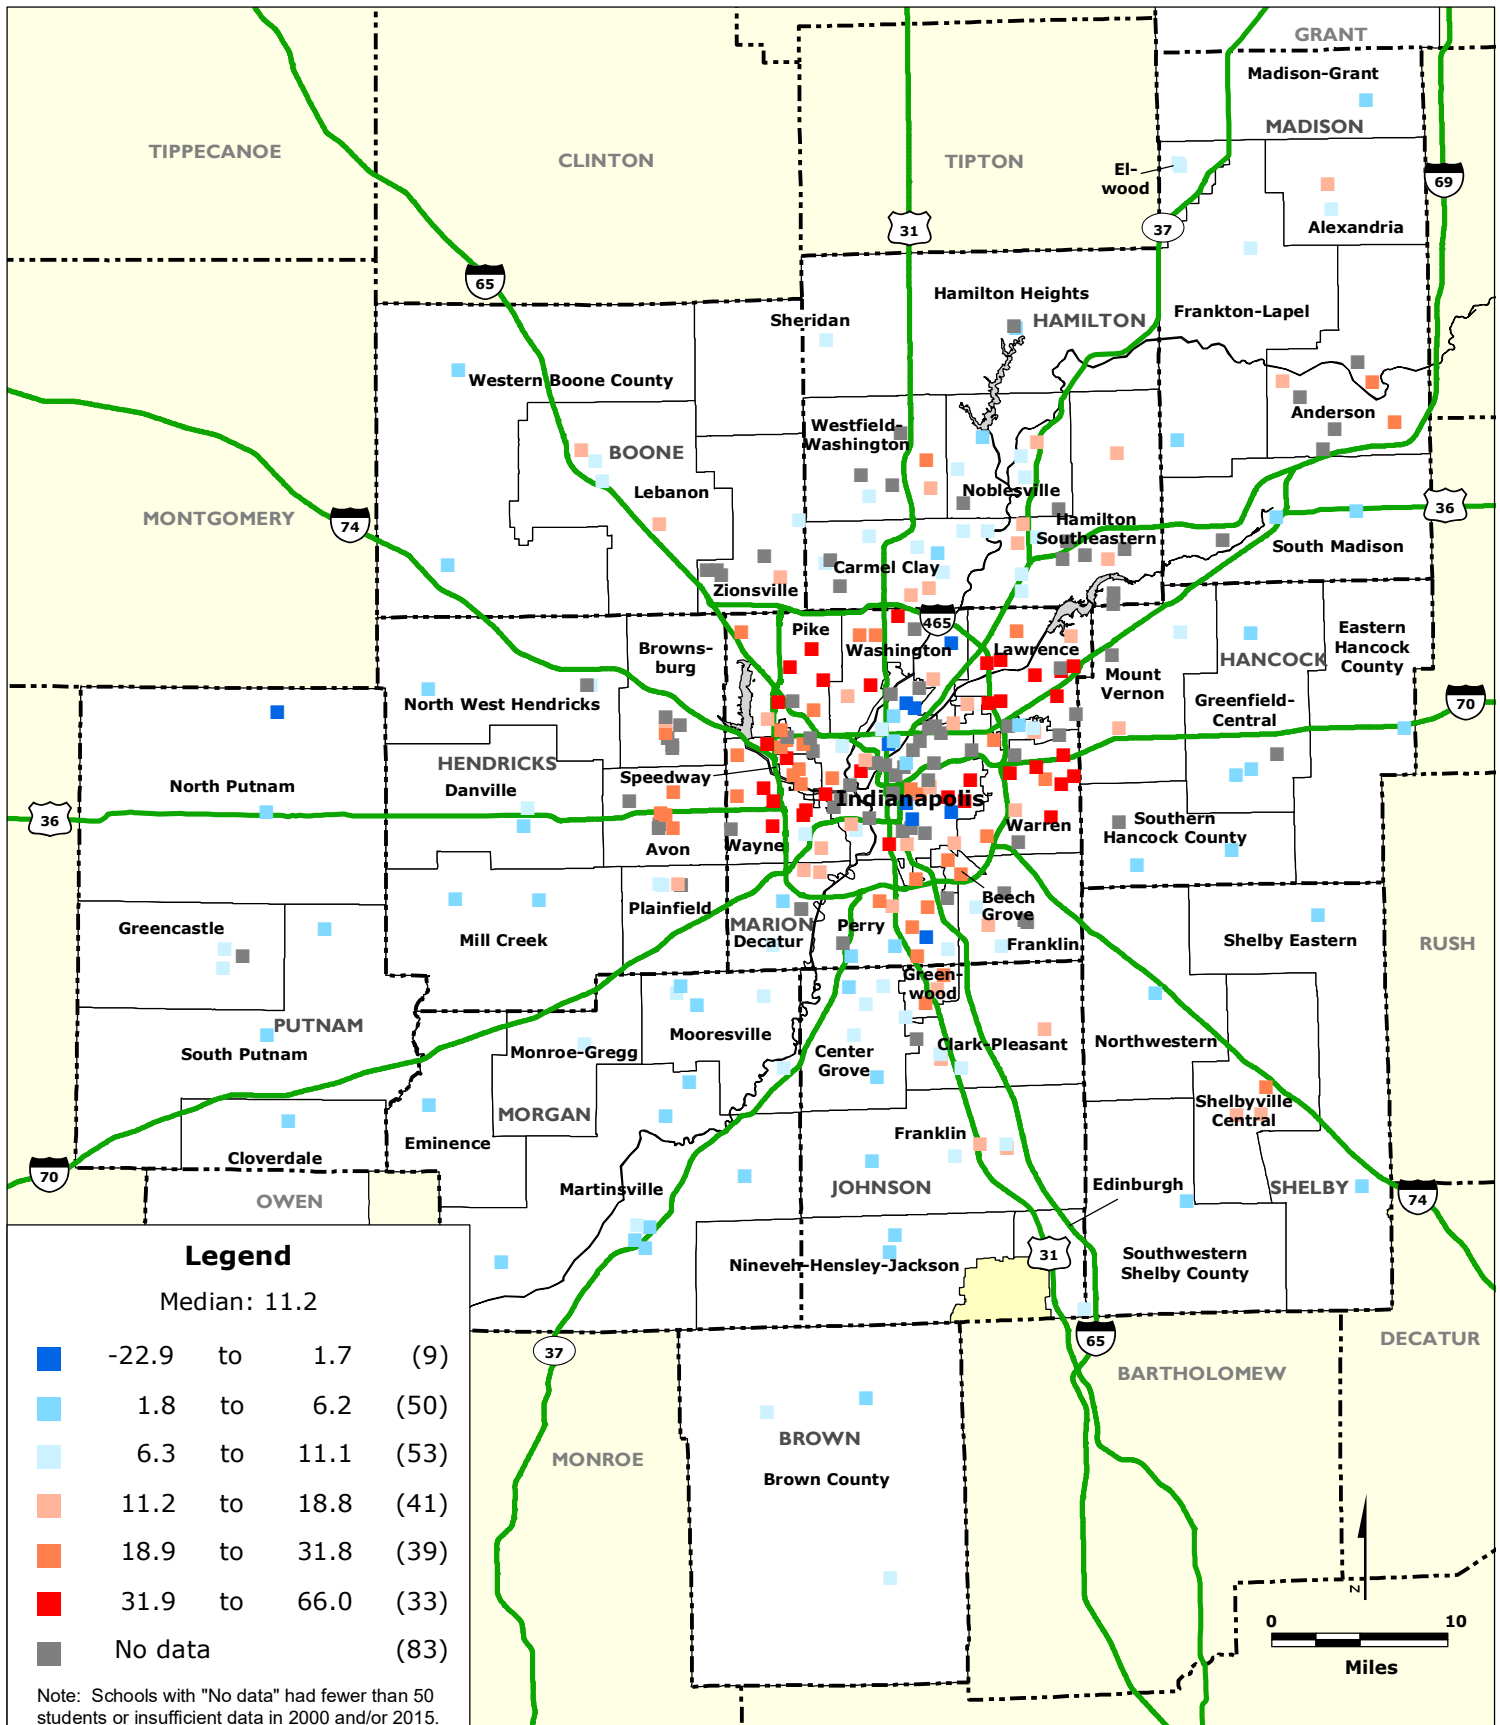 GRANT
Madison-Grant
MADISON
TIPPECANOE
CLINTON
TIPTON
El-
wood
69
31
37
Alexandria
65
Hamilton Heights
Sheridan
HAMILTON
Frankton-Lapel
Western Boone County
Anderson
Westfield-
Washington
BOONE
Lebanon
Noblesville
MONTGOMERY
74
36
Hamilton
Southeastern
South Madison
Carmel Clay
Zionsville
465
Pike
Washington
Lawrence
Browns-
burg
Eastern
Hancock
County
HANCOCK
Mount
Vernon
North West Hendricks
Greenfield-
Central
70
HENDRICKS
Danville
Speedway
North Putnam
Indianapolis
36
Avon
Wayne
Warren
Southern
Hancock County
Plainfield
Beech
Grove
MARION
Decatur
Perry
Franklin
Greencastle
Mill Creek
Shelby Eastern
RUSH
Green-
wood
PUTNAM
South Putnam
Monroe-Gregg
Mooresville
Center
Grove
Clark-Pleasant
Northwestern
MORGAN
Shelbyville
Central
Eminence
Franklin
Cloverdale
70
OWEN
Martinsville
JOHNSON
Edinburgh
SHELBY
74
31
Nineveh-Hensley-Jackson
Southwestern
Shelby County
65
37
DECATUR
BARTHOLOMEW
MONROE
BROWN
Brown County
Legend
Median: 11.2
-22.9 to 1.7 (9)
1.8 to 6.2 (50)
6.3 to 11.1 (53)
11.2 to 18.8 (41)
18.9 to 31.8 (39)
31.9 to 66.0 (33)
No data (83)
Note: Schools with "No data" had fewer than 50
students or insufficient data in 2000 and/or 2015.
N
0 10
Miles